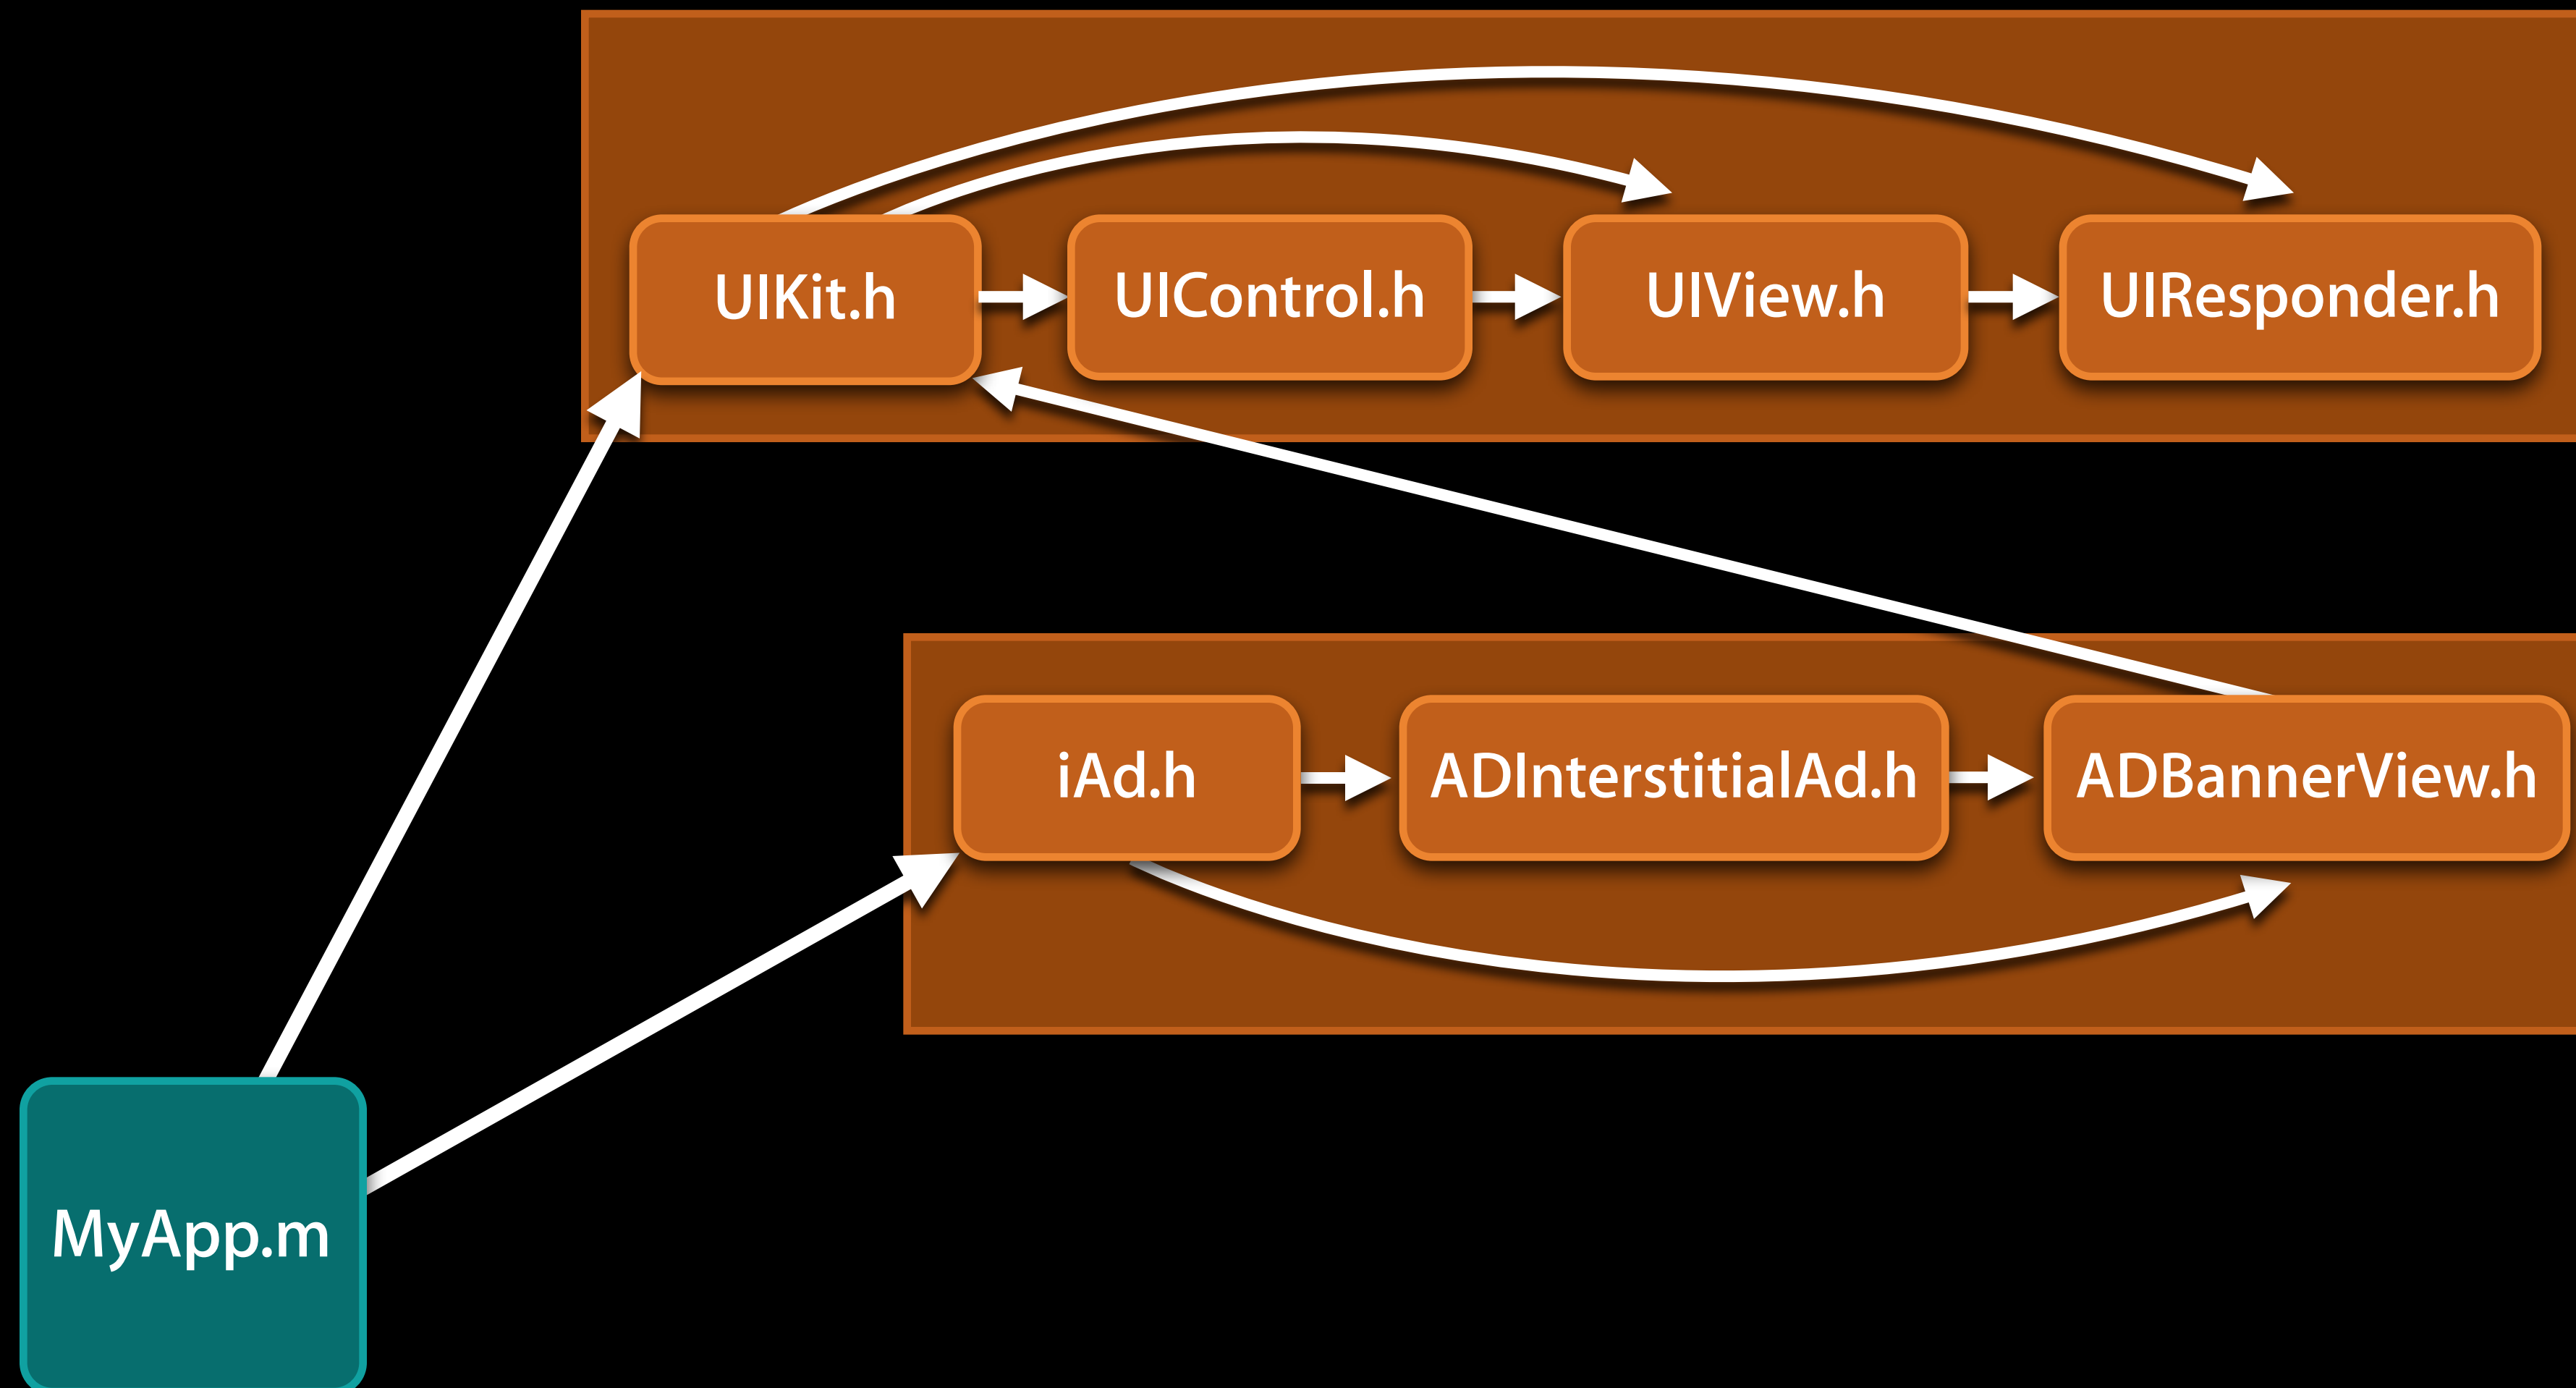 UIKit.h
UIControl.h
UIView.h
UIResponder.h
iAd.h
ADInterstitialAd.h
ADBannerView.h
MyApp.m